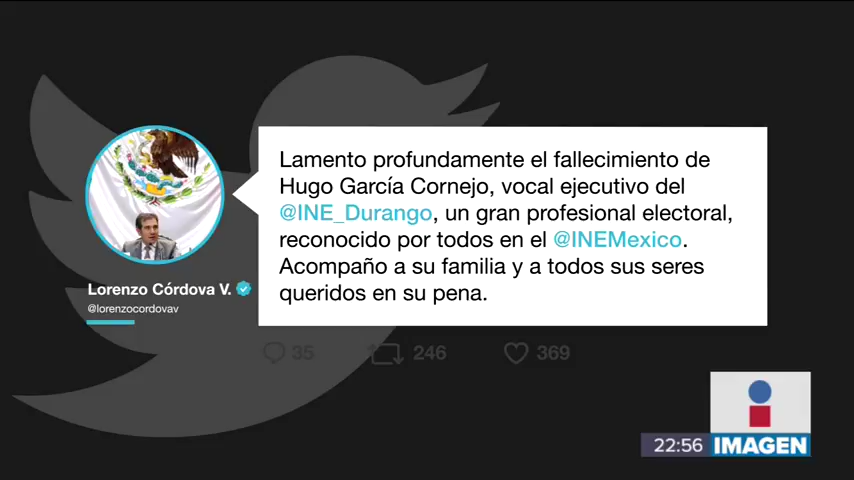 Lamento profundamente el fallecimiento de
Hugo García Cornejo, vocal ejecutivo del
@INE_Durango, un gran profesional electoral,
reconocido por todos en el @INEMexico.
Acompaño a su familia y a todos sus seres
queridos en su pena.
Lorenzo Córdova V.
@lorenzocordovav
35 246 369
22:56 IMAGEN